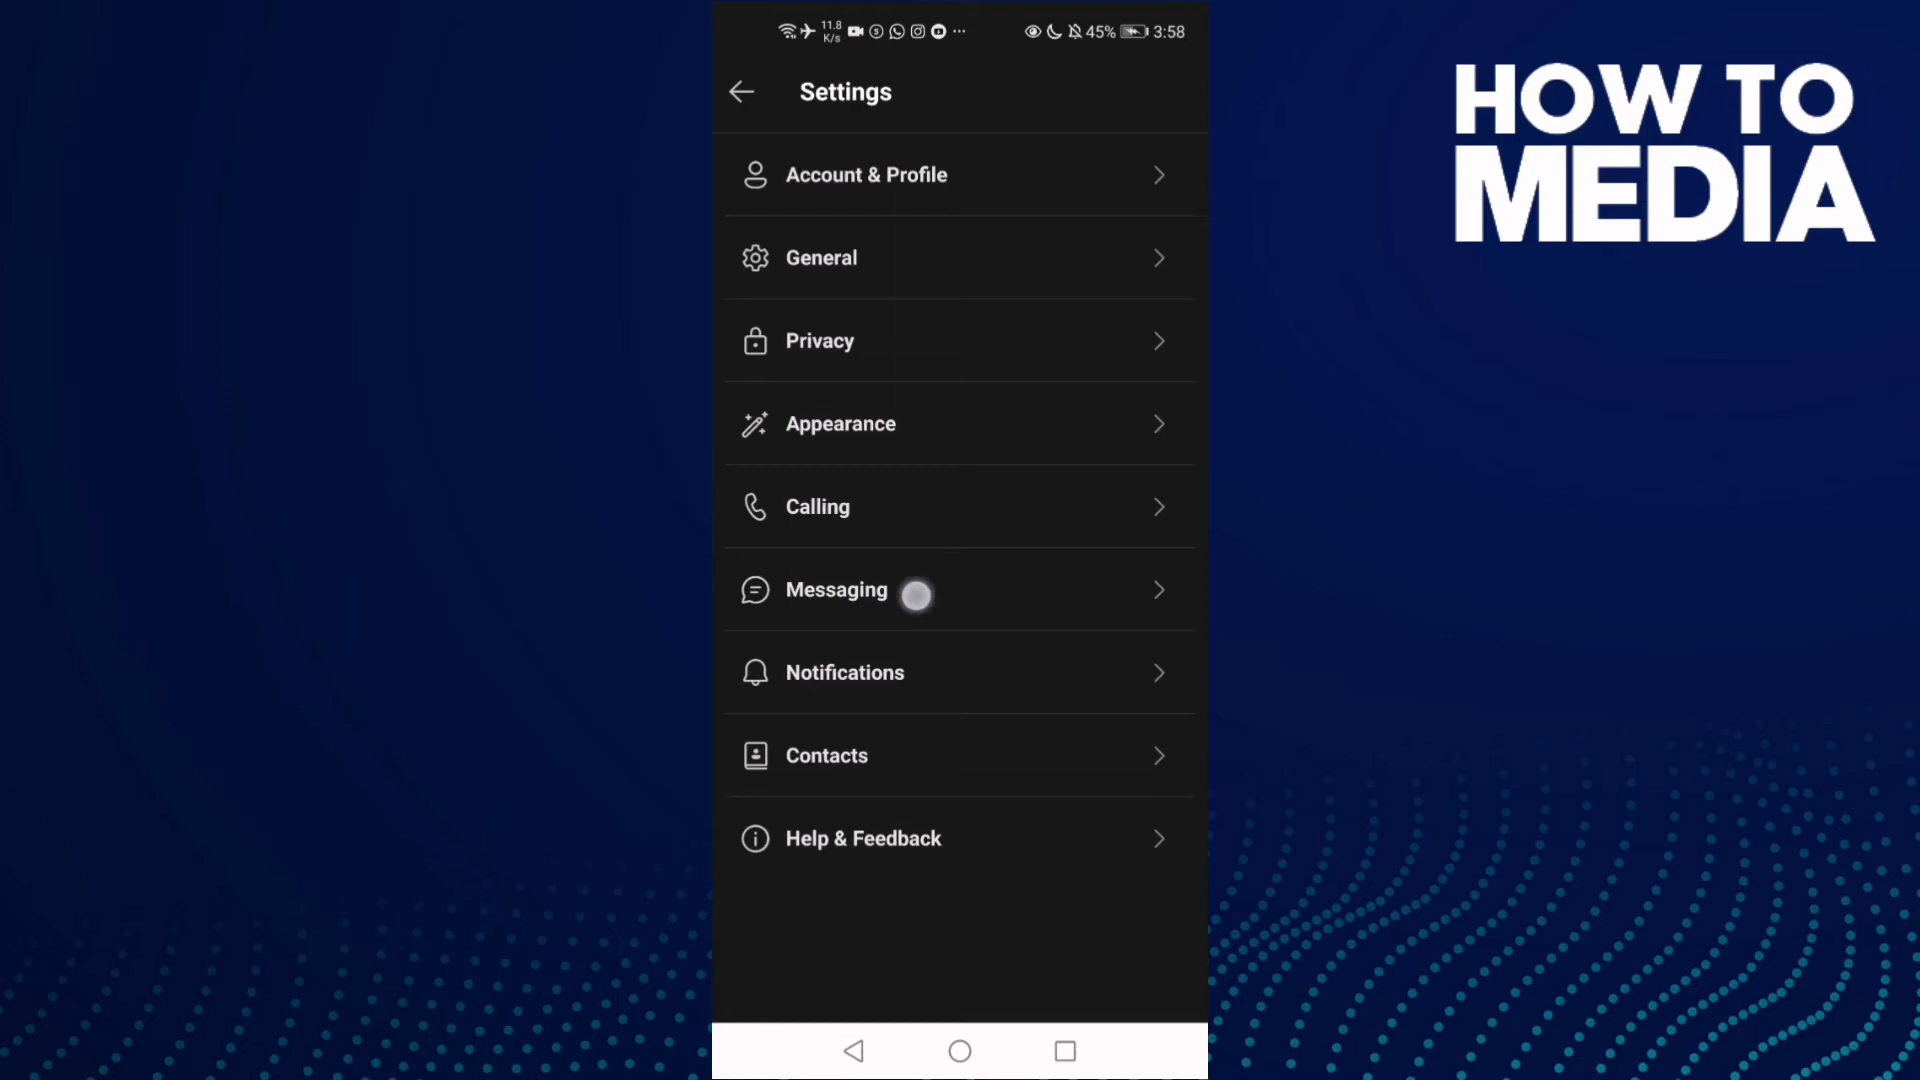 11.8
K/s
45%
3:58
Settings
Account & Profile
General
Privacy
Appearance
Calling
Messaging
Notifications
Contacts
Help & Feedback
HOW TO
MEDIA